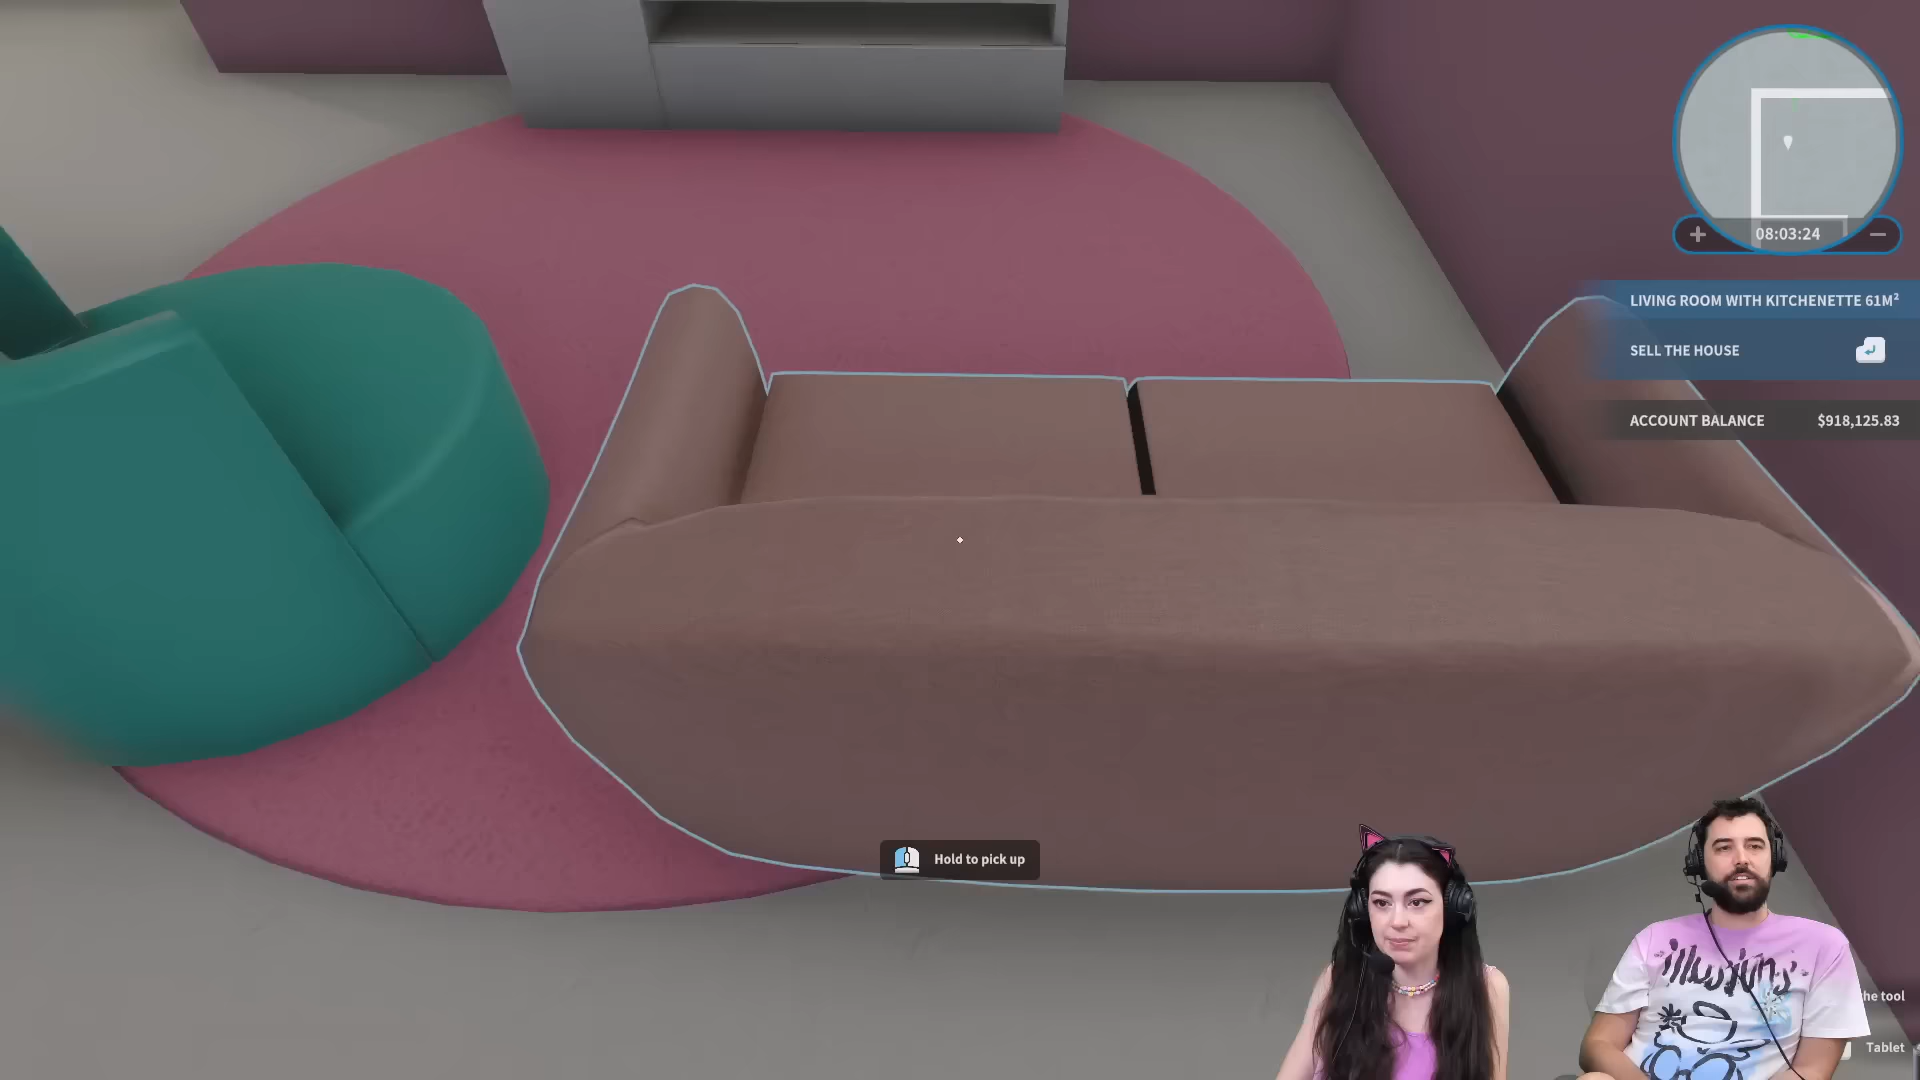 08:03:24
LIVING ROOM WITH KITCHENETTE 61M²
SELL THE HOUSE
ACCOUNT BALANCE $918,125.83
Hold to pick up
illusions
he tool
Tablet